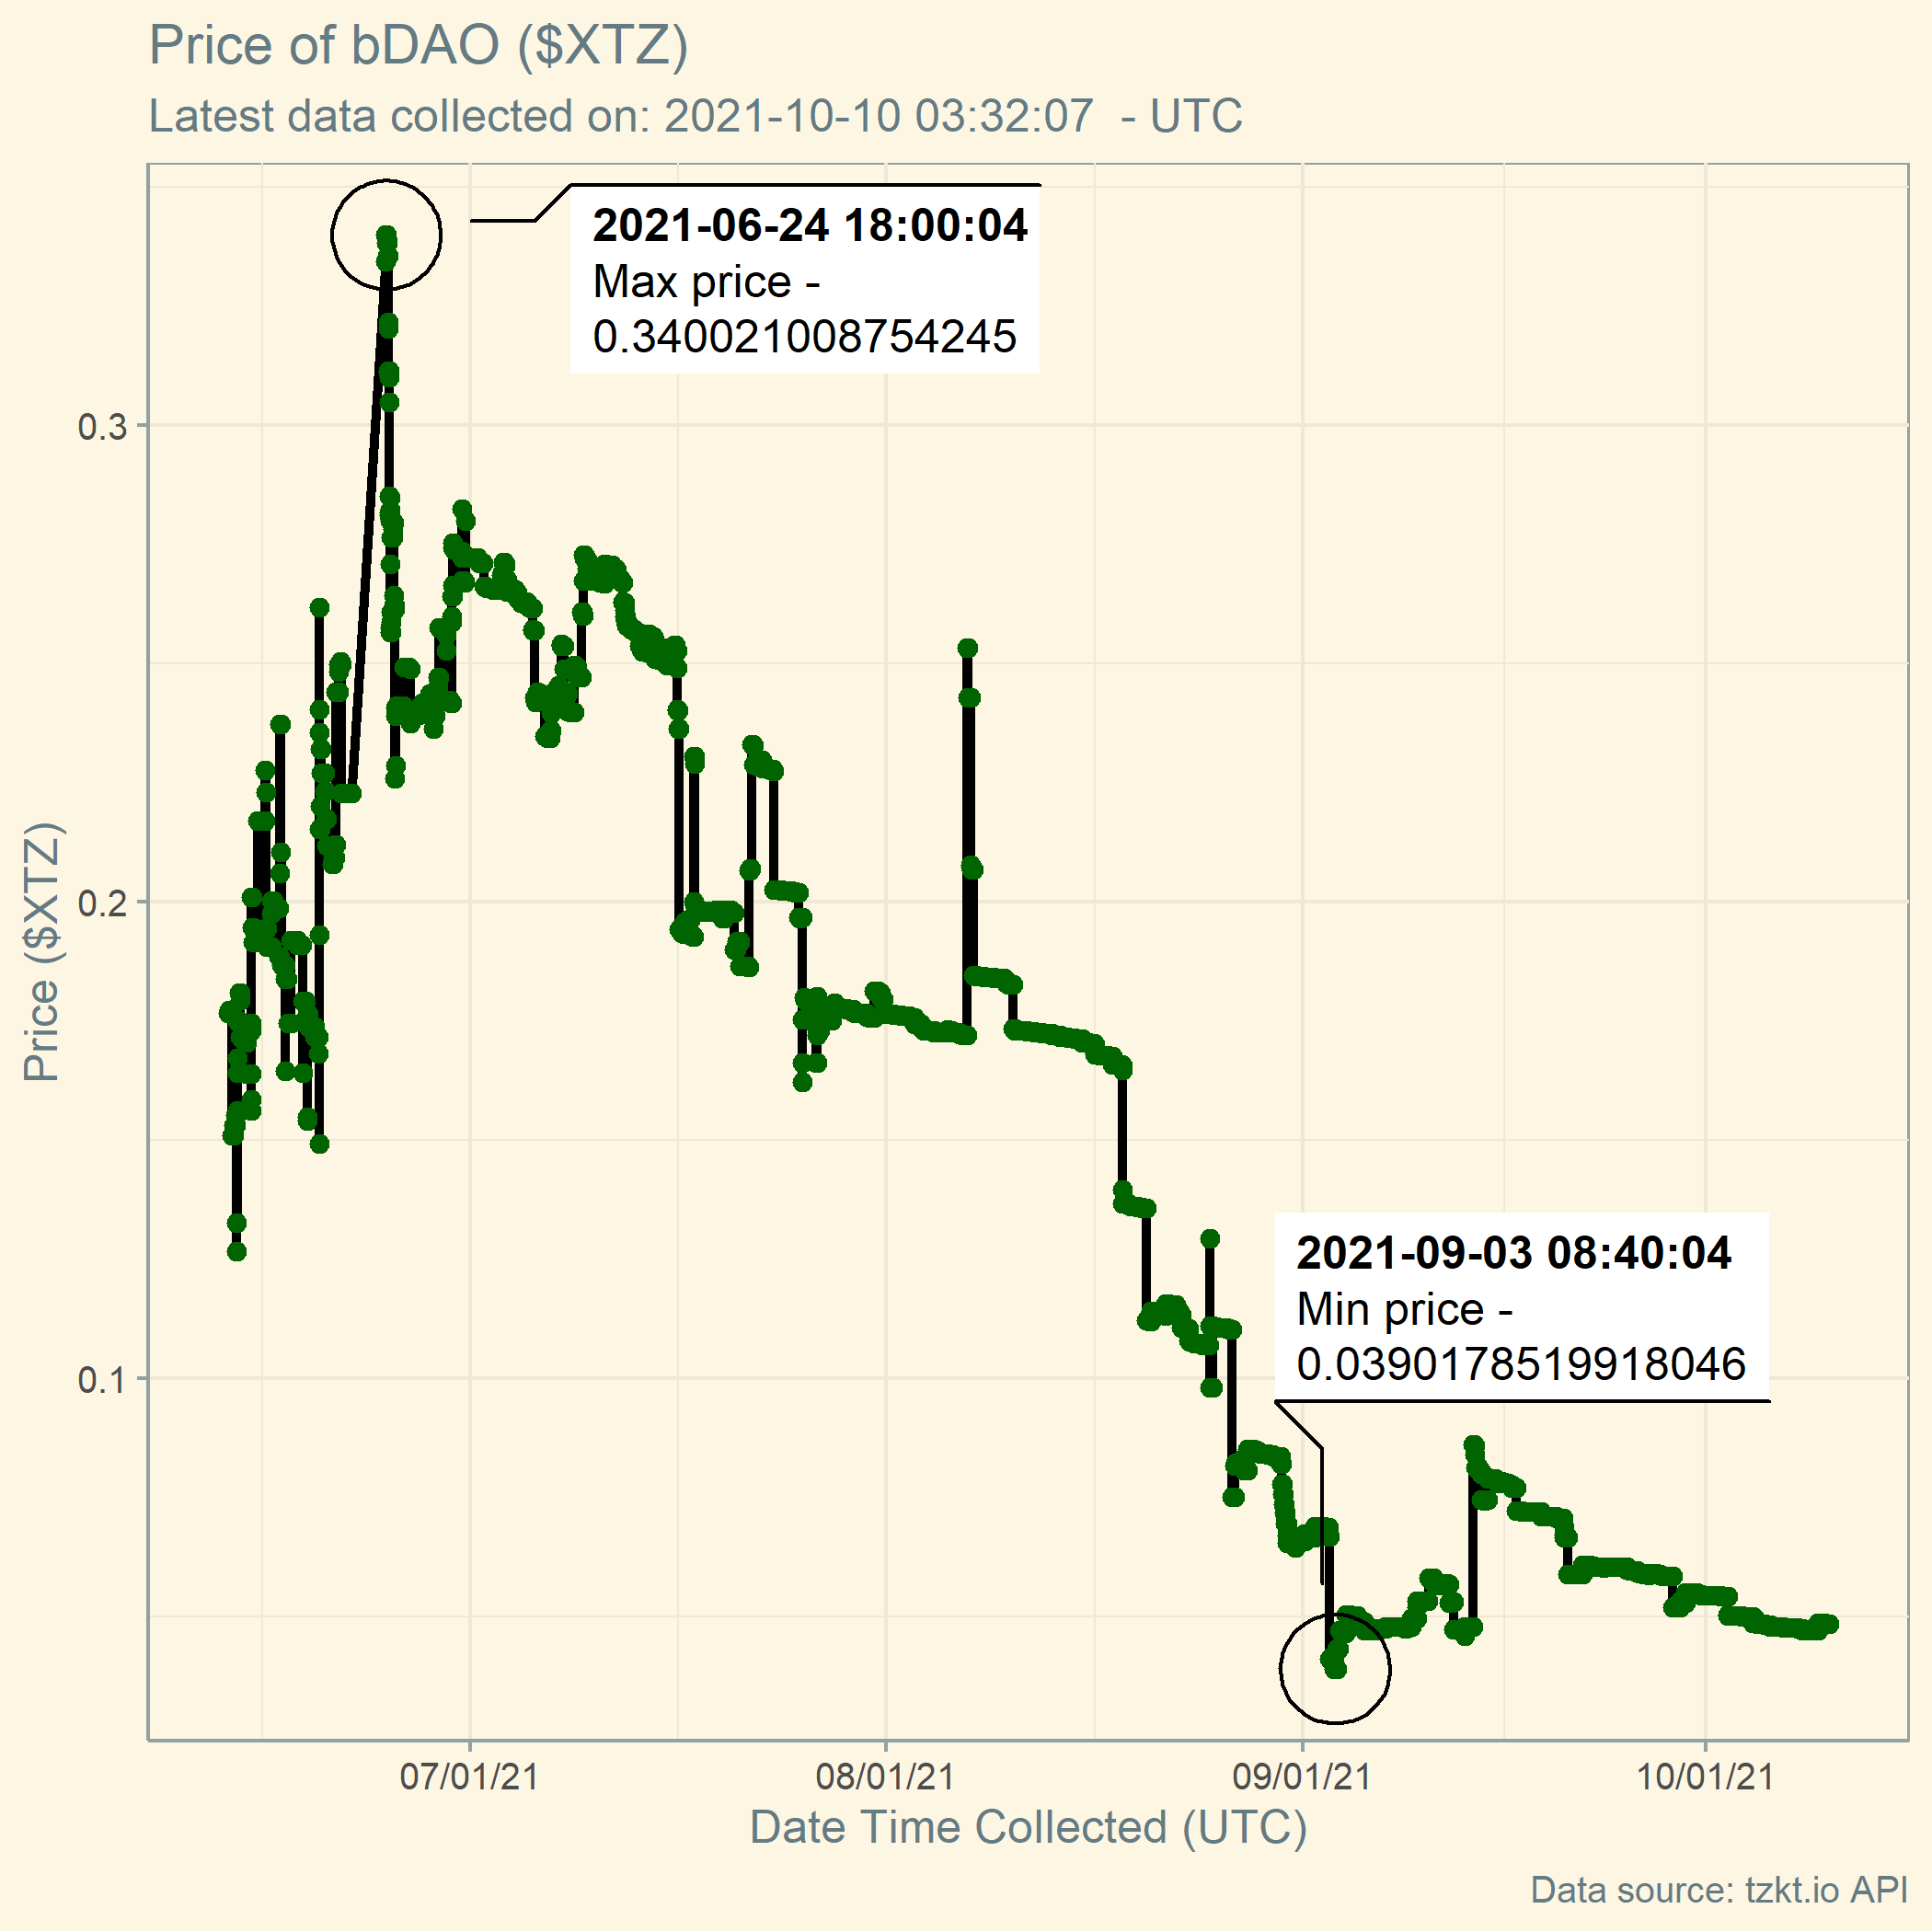 Price of bDAO ($XTZ)
Latest data collected on: 2021-10-10 03:32:07  - UTC
2021-06-24 18:00:04
Max price -
0.340021008754245
0.3
0.2
0.1
Price ($XTZ)
2021-09-03 08:40:04
Min price -
0.0390178519918046
07/01/21
08/01/21
09/01/21
10/01/21
Date Time Collected (UTC)
Data source: tzkt.io API